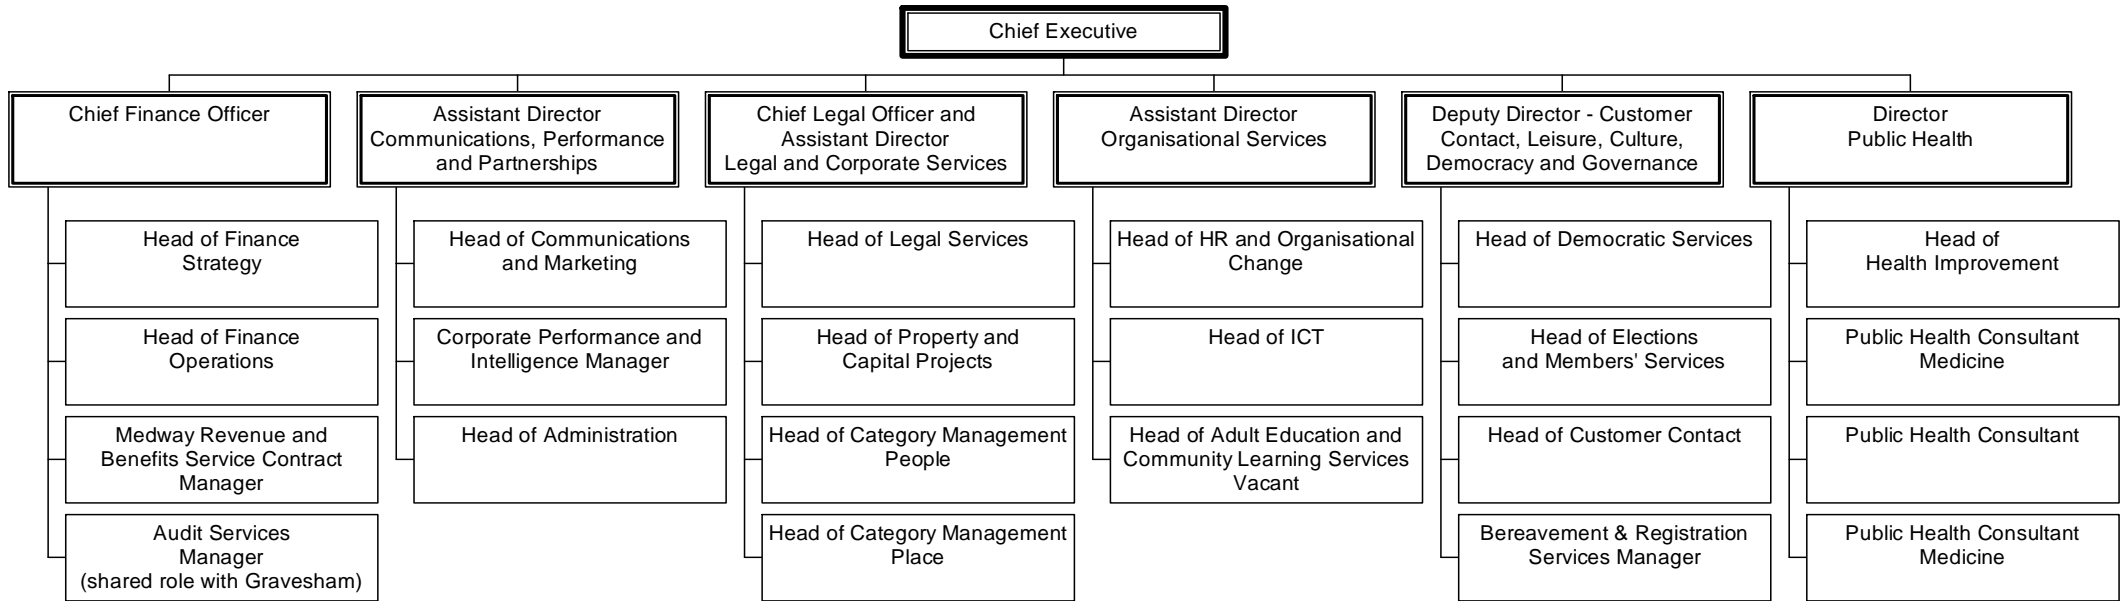 Chief Executive
Chief Finance Officer
Assistant Director
Communications, Performance
and Partnerships
Chief Legal Officer and
Assistant Director
Legal and Corporate Services
Assistant Director
Organisational Services
Deputy Director - Customer
Contact, Leisure, Culture,
Democracy and Governance
Director
Public Health
Head of Finance
Strategy
Head of Finance
Operations
Medway Revenue and
Benefits Service Contract
Manager
Audit Services
Manager
(shared role with Gravesham)
Head of Communications
and Marketing
Corporate Performance and
Intelligence Manager
Head of Administration
Head of Legal Services
Head of Property and
Capital Projects
Head of Category Management
People
Head of Category Management
Place
Head of HR and Organisational
Change
Head of ICT
Head of Adult Education and
Community Learning Services
Vacant
Head of Democratic Services
Head of Elections
and Members' Services
Head of Customer Contact
Bereavement & Registration
Services Manager
Head of
Health Improvement
Public Health Consultant
Medicine
Public Health Consultant
Public Health Consultant
Medicine